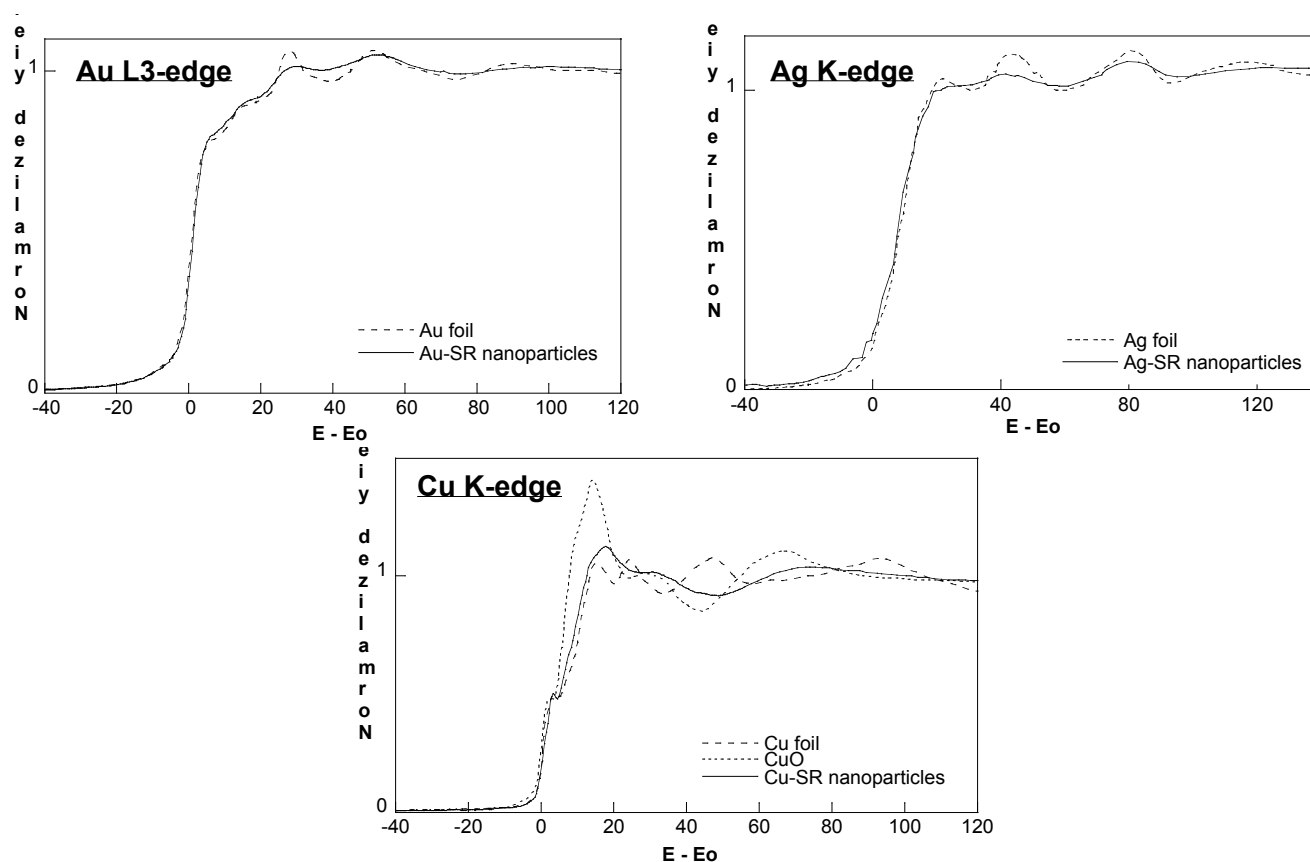 Au L3-edge
Normalized yie
1
0
Au foil
Au-SR nanoparticles
-40 -20 0 20 40 60 80 100 120
E - Eo
Ag K-edge
Normalized yie
1
0
Ag foil
Ag-SR nanoparticles
-40 0 40 80 120
E - Eo
Cu K-edge
Normalized yie
1
0
Cu foil
CuO
Cu-SR nanoparticles
-40 -20 0 20 40 60 80 100 120
E - Eo